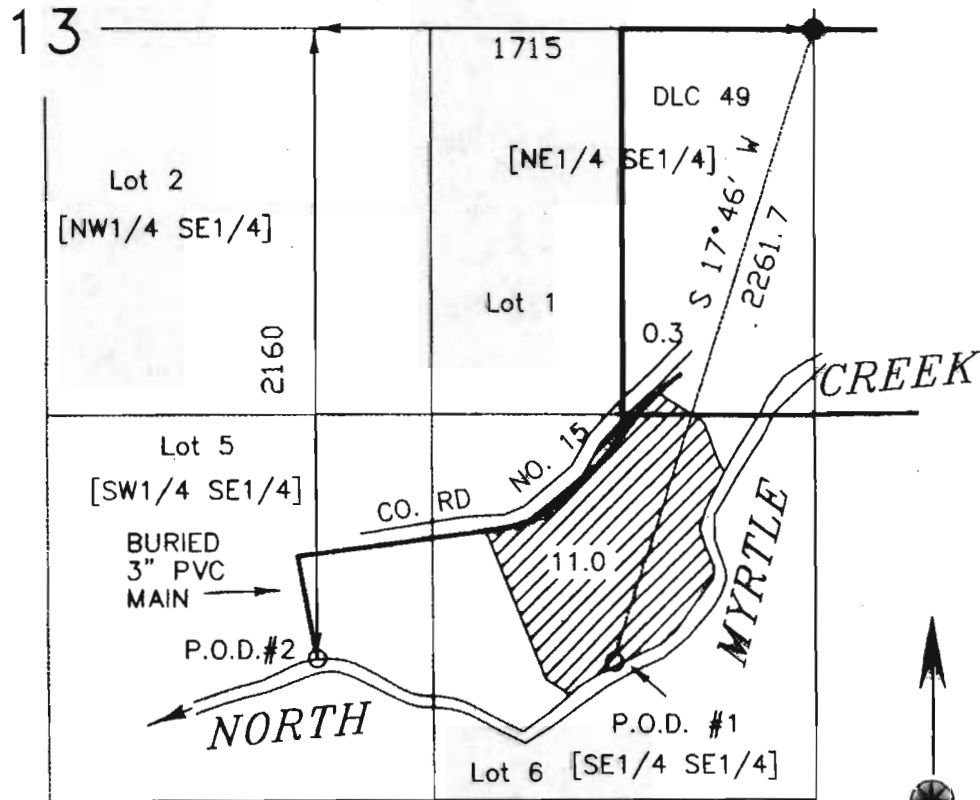 13
1715
DLC 49
[NE1/4 SE1/4]
Lot 2
[NW1/4 SE1/4]
S 17°46' W
2261.7
Lot 1
2160
0.3
CREEK
Lot 5
[SW1/4 SE1/4]
CO. RD NO. 15
BURIED
3" PVC
MAIN
11.0
MYRTLE
P.O.D.#2
NORTH
P.O.D. #1
[SE1/4 SE1/4]
Lot 6